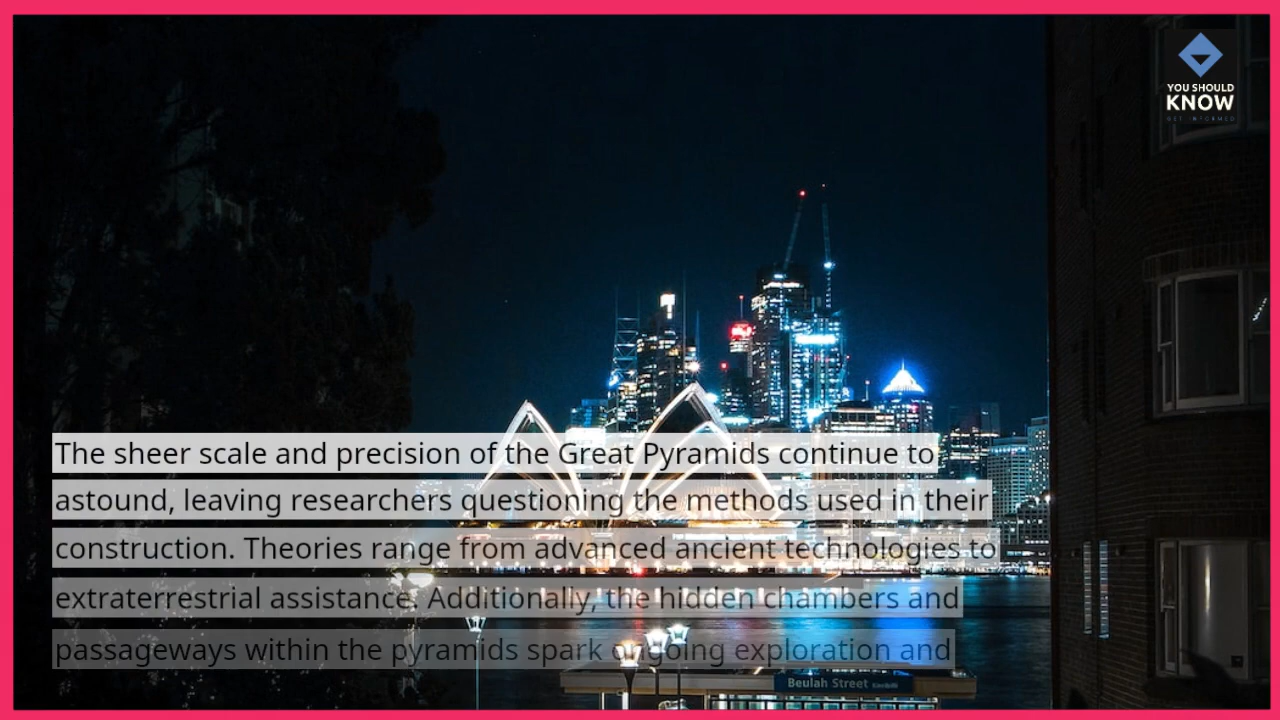 YOU SHOULD
KNOW
GET INFORMED
The sheer scale and precision of the Great Pyramids continue to
astound, leaving researchers questioning the methods used in their
construction. Theories range from advanced ancient technologies to
extraterrestrial assistance. Additionally, the hidden chambers and
passageways within the pyramids spark ongoing exploration and
Beulah Street